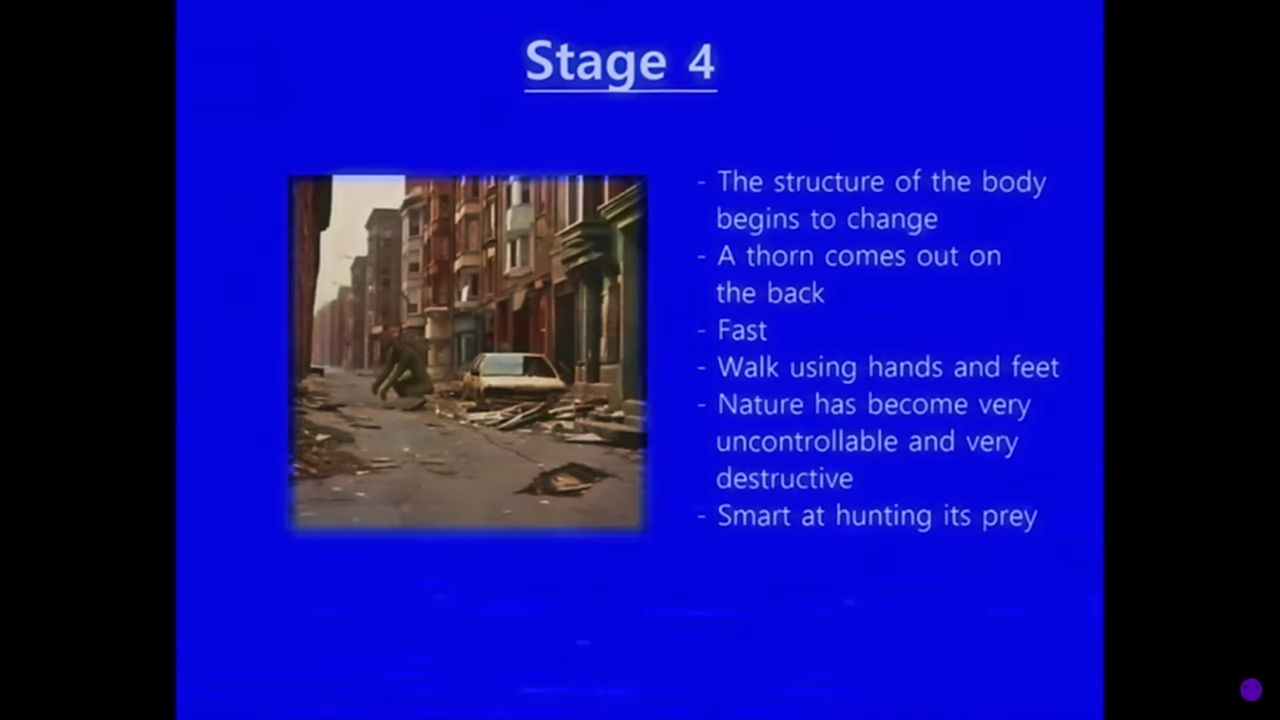 Stage 4
- The structure of the body
begins to change
- A thorn comes out on
the back
- Fast
- Walk using hands and feet
- Nature has become very
uncontrollable and very
destructive
- Smart at hunting its prey